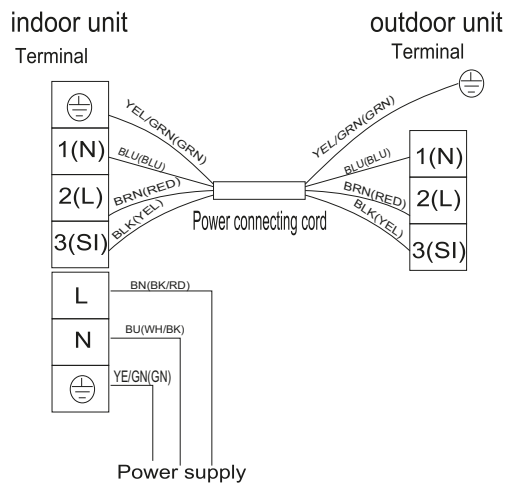 indoor unit
Terminal
outdoor unit
Terminal
YEL/GRN(GRN)
YEL/GRN(GRN)
1(N)
BLU(BLU)
BLU(BLU)
1(N)
2(L)
BRN(RED)
BRN(RED)
2(L)
3(SI)
BLK(YEL)
Power connecting cord
BLK(YEL)
3(SI)
L
BN(BK/RD)
N
BU(WH/BK)
YE/GN(GN)
Power supply